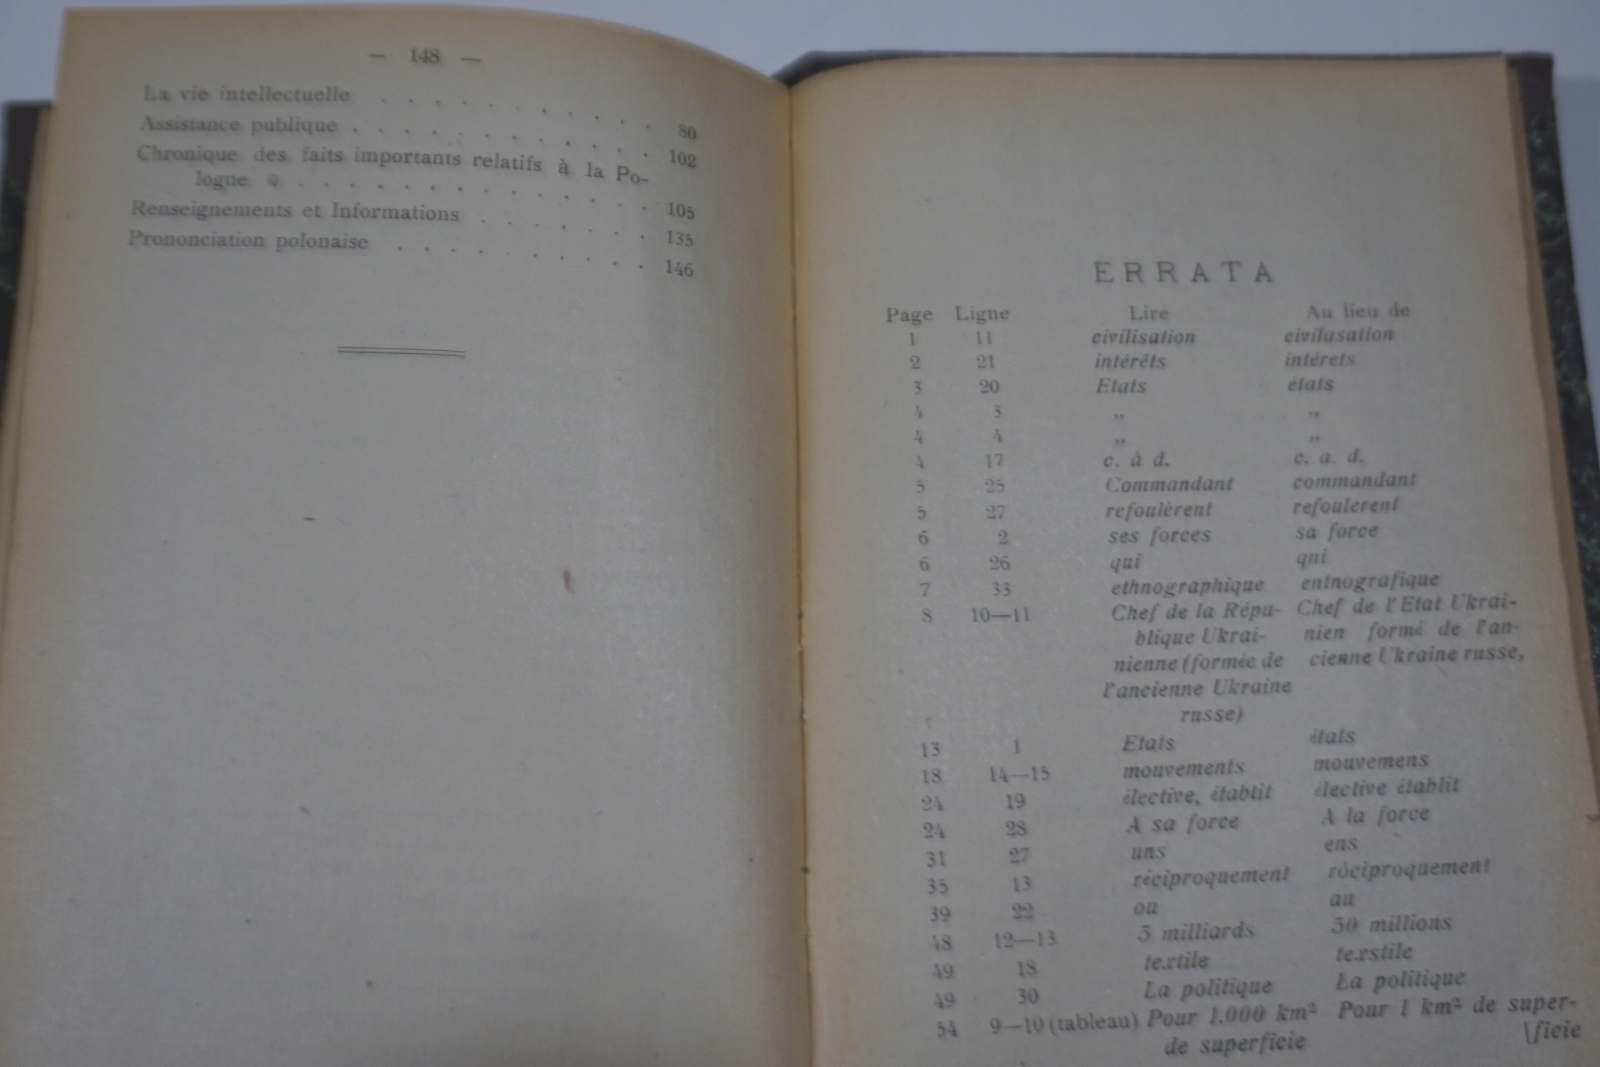 — 148 —
La vie intellectuelle . . . . . . . . . . . 80
Assistance publique . . . . . . . . . . . . 102
Chronique des faits importants relatifs à la Po-
logne . . . . . . . . . . . . . . 105
Renseignements et Informations . . . . . . . 135
Prononciation polonaise . . . . . . . . . . 146
ERRATA
Page Ligne Lire Au lieu de
1 11 civilisation civilasation
2 21 intérêts intérets
3 20 Etats états
4 3 „ „
4 4 „ „
4 17 c. à d. c. a d.
5 25 Commandant commandant
5 27 refoulèrent refoulerent
6 2 ses forces sa force
6 26 qui qni
7 33 ethnographique entnografique
8 10—11 Chef de la Répu- Chef de l'Etat Ukrai-
blique Ukrai- nien formé de l'an-
nienne (formée de cienne Ukraine russe,
l'ancienne Ukraine
russe)
13 1 Etats états
18 14—15 mouvements mouvemens
24 19 élective, établit élective établit
24 28 A sa force A la force
31 27 uns ens
35 13 réciproquement róciproquement
39 22 ou au
48 12—13 5 milliards 50 millions
49 18 textile texstile
49 30 La politique La politique
54 9—10 (tableau) Pour 1.000 km² Pour 1 km² de super-
de superficie \ficie